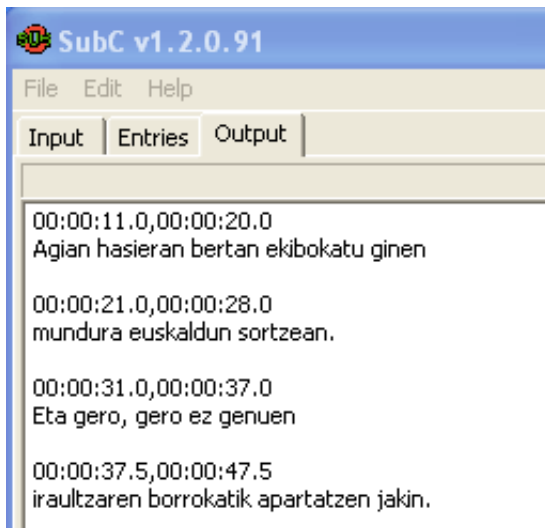 SubC v1.2.0.91
File Edit Help
Input Entries Output
00:00:11.0,00:00:20.0
Agian hasieran bertan ekibokatu ginen
00:00:21.0,00:00:28.0
mundura euskaldun sortzean.
00:00:31.0,00:00:37.0
Eta gero, gero ez genuen
00:00:37.5,00:00:47.5
iraultzaren borrokatik apartatzen jakin.